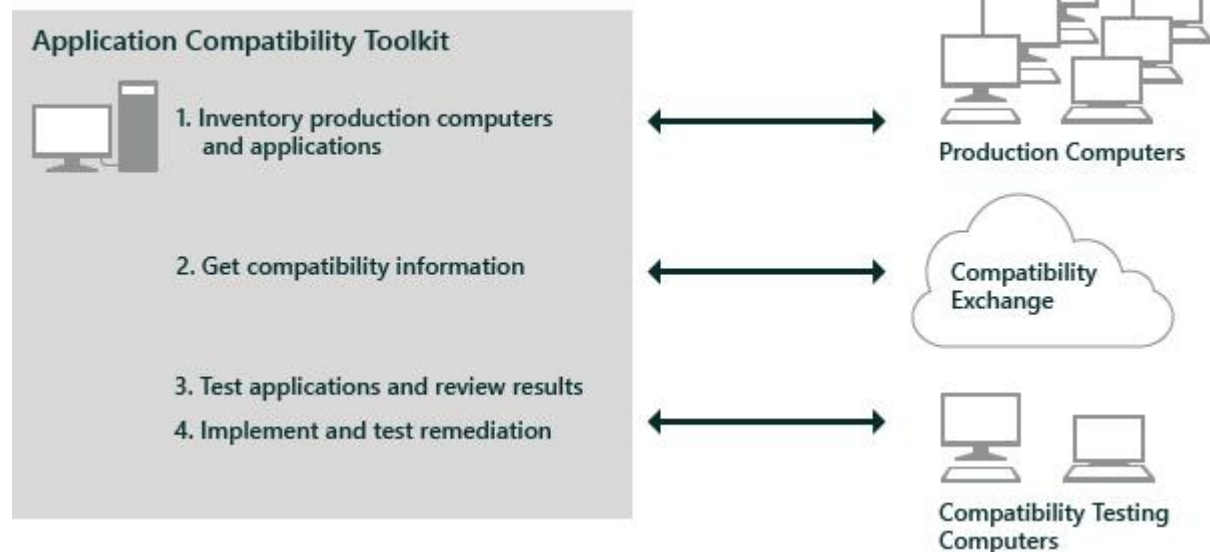 Application Compatibility Toolkit
1. Inventory production computers
and applications
Production Computers
2. Get compatibility information
Compatibility
Exchange
3. Test applications and review results
4. Implement and test remediation
Compatibility Testing
Computers